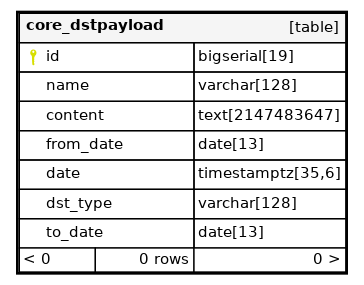 core_dstpayload [table]
id bigserial[19]
name varchar[128]
content text[2147483647]
from_date date[13]
date timestamptz[35,6]
dst_type varchar[128]
to_date date[13]
< 0 0 rows 0 >